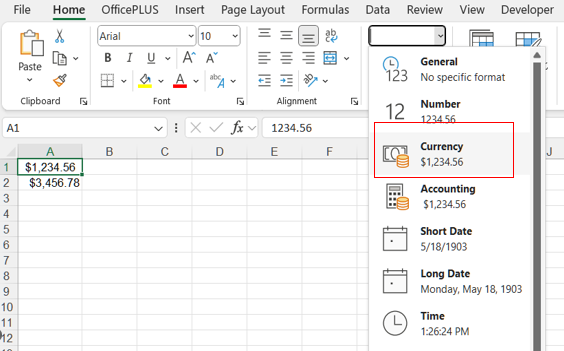 File Home OfficePLUS Insert Page Layout Formulas Data Review View Developer
Arial 10
ab
Paste
B I U A A
A abc
Clipboard Font Alignment
A1 fx 1234.56
A B C D E F J
1 $1,234.56
2 $3,456.78
3
4
5
6
7
8
9
10
11
12
General
123 No specific format
12 Number
1234.56
Currency
$1,234.56
Accounting
$1,234.56
Short Date
5/18/1903
Long Date
Monday, May 18, 1903
Time
1:26:24 PM